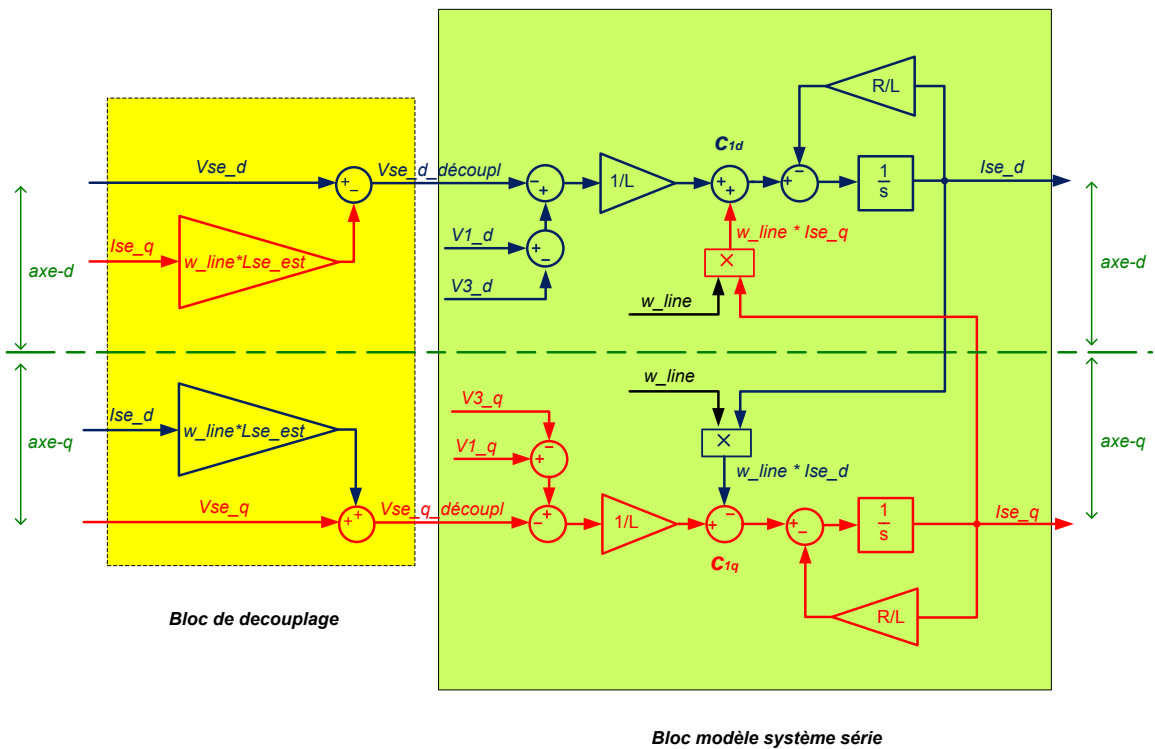 R/L
C1d
Vse_d
Vse_d_découpl
+
−
−
+
1/L
+
+
+
−
1
s
Ise_d
Ise_q
w_line*Lse_est
V1_d
+
−
V3_d
w_line * Ise_q
×
w_line
axe-d
axe-d
w_line
V3_q
Ise_d
w_line*Lse_est
−
V1_q
+
×
w_line * Ise_d
axe-q
axe-q
Vse_q
+
+
Vse_q_découpl
+
−
1/L
−
+
+
−
1
s
Ise_q
C1q
R/L
Bloc de decouplage
Bloc modèle système série